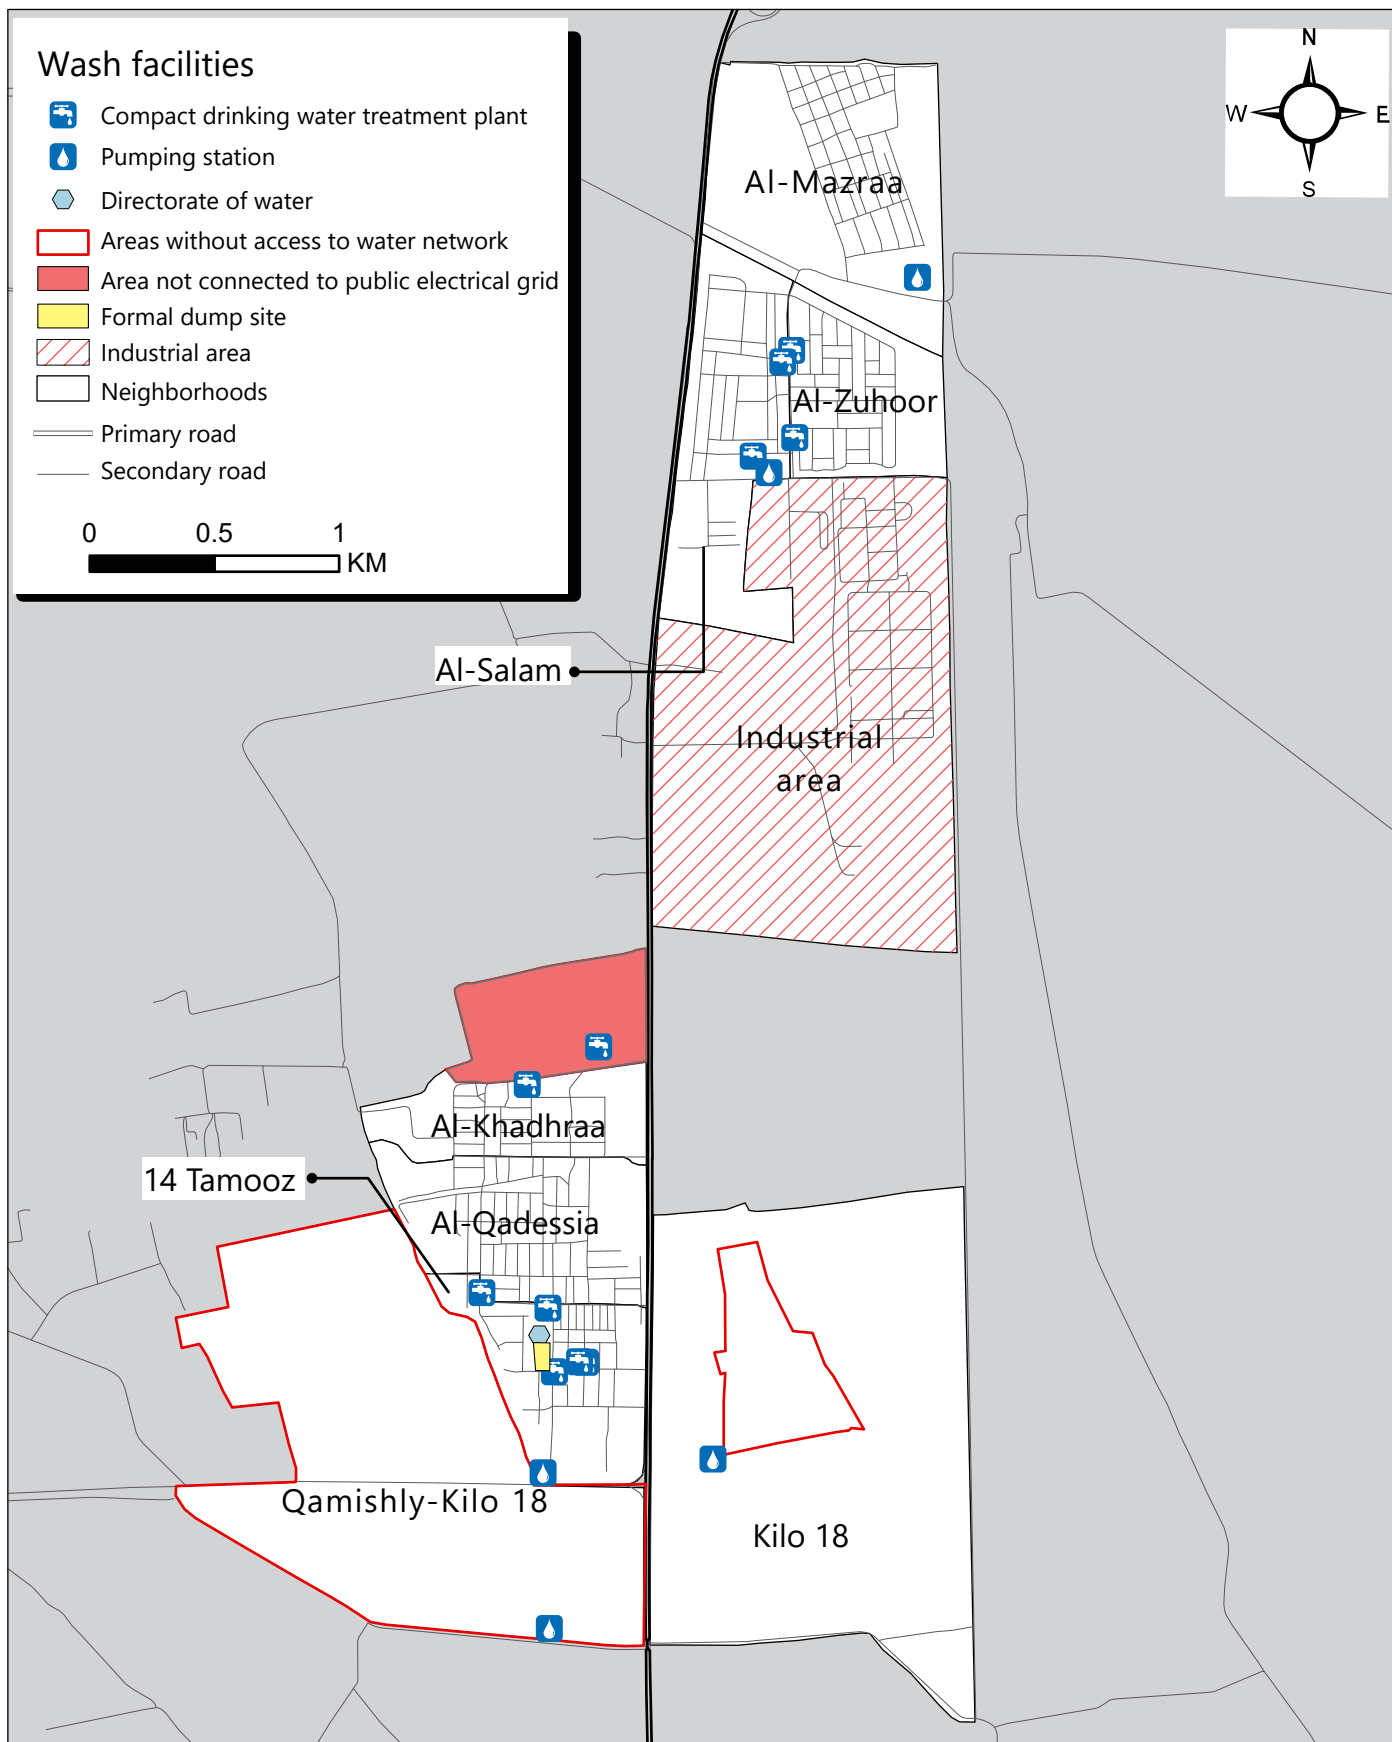 Wash facilities
Compact drinking water treatment plant
Pumping station
Directorate of water
Areas without access to water network
Area not connected to public electrical grid
Formal dump site
Industrial area
Neighborhoods
Primary road
Secondary road
0 0.5 1
KM
N
W E
S
Al-Mazraa
Al-Zuhoor
Al-Salam
Industrial
area
Al-Khadhraa
14 Tamooz
Al-Qadessia
Qamishly-Kilo 18
Kilo 18